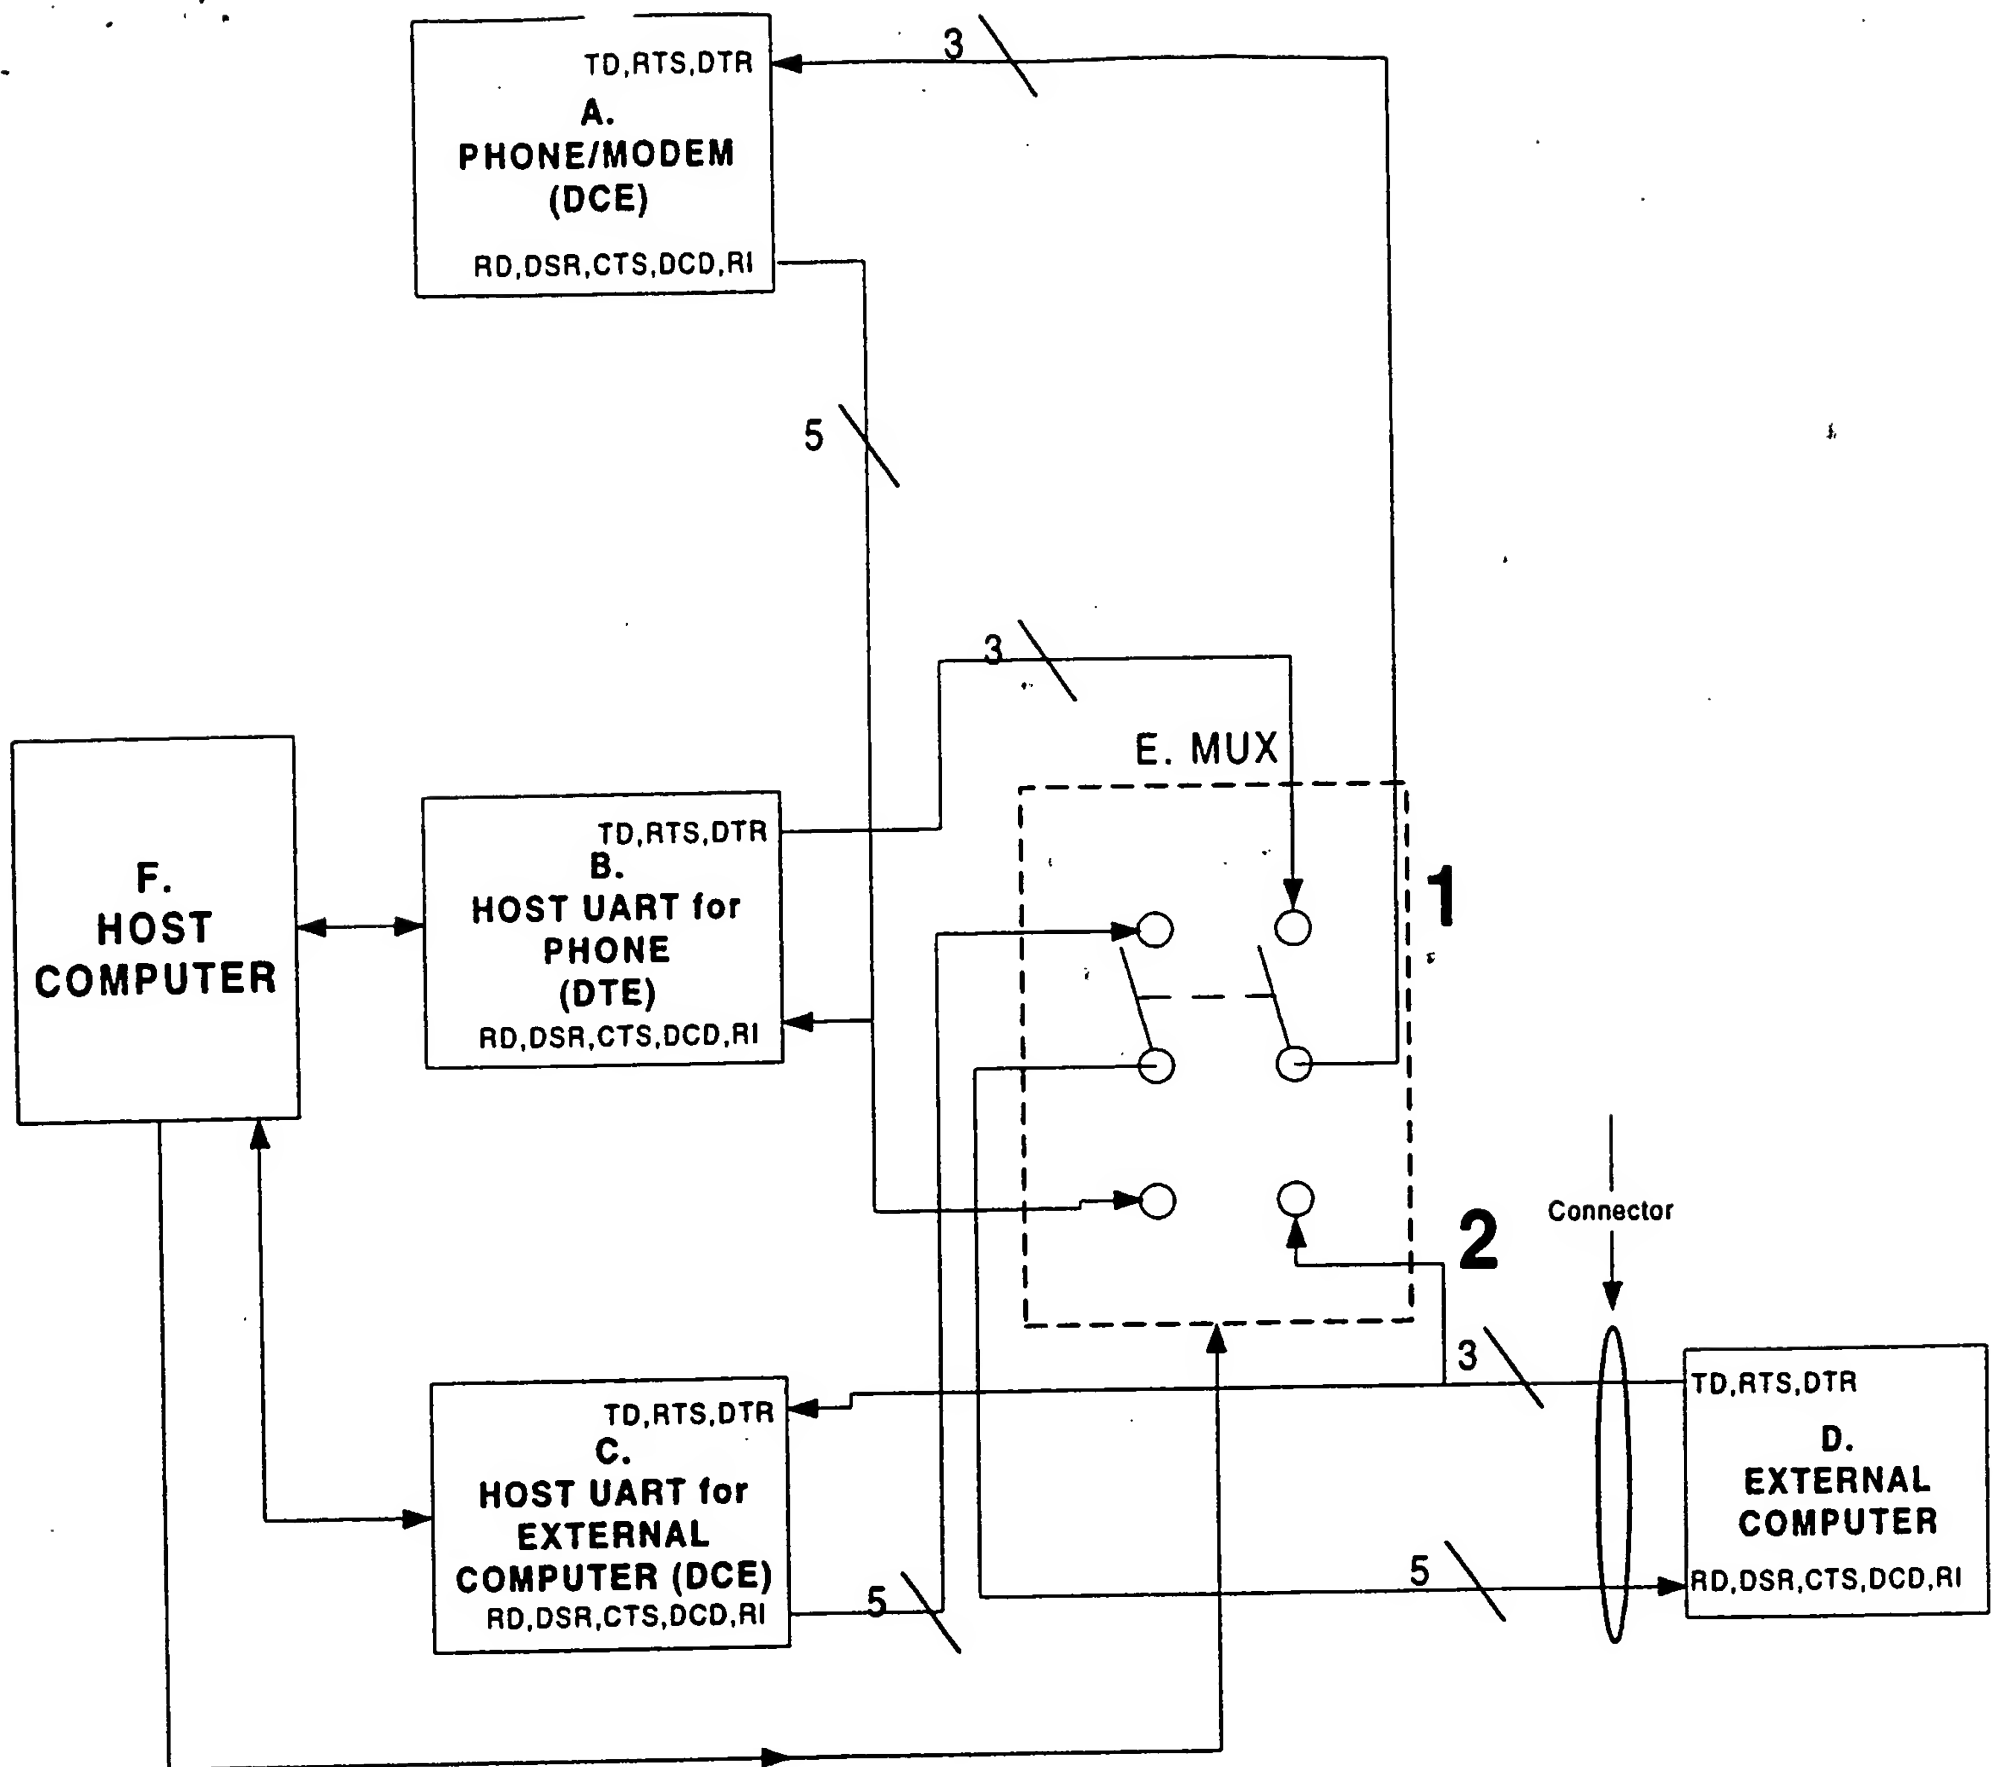 3
TD,RTS,DTR
A.
PHONE/MODEM
(DCE)
RD,DSR,CTS,DCD,RI
5
3
E. MUX
1
F.
HOST
COMPUTER
TD,RTS,DTR
B.
HOST UART for
PHONE
(DTE)
RD,DSR,CTS,DCD,RI
2
Connector
3
TD,RTS,DTR
C.
HOST UART for
EXTERNAL
COMPUTER (DCE)
RD,DSR,CTS,DCD,RI
5
5
TD,RTS,DTR
D.
EXTERNAL
COMPUTER
RD,DSR,CTS,DCD,RI